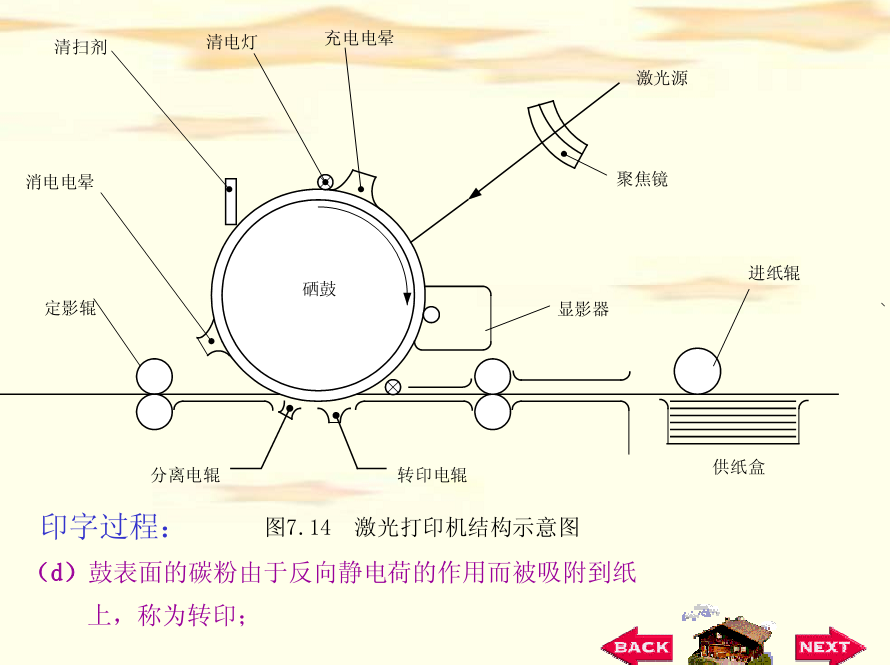 清扫剂
清电灯
充电电晕
激光源
消电电晕
聚焦镜
进纸辊
硒鼓
定影辊
显影器
、
分离电辊
转印电辊
供纸盒
印字过程：
图7.14 激光打印机结构示意图
（d）鼓表面的碳粉由于反向静电荷的作用而被吸附到纸
上，称为转印；
BACK
NEXT